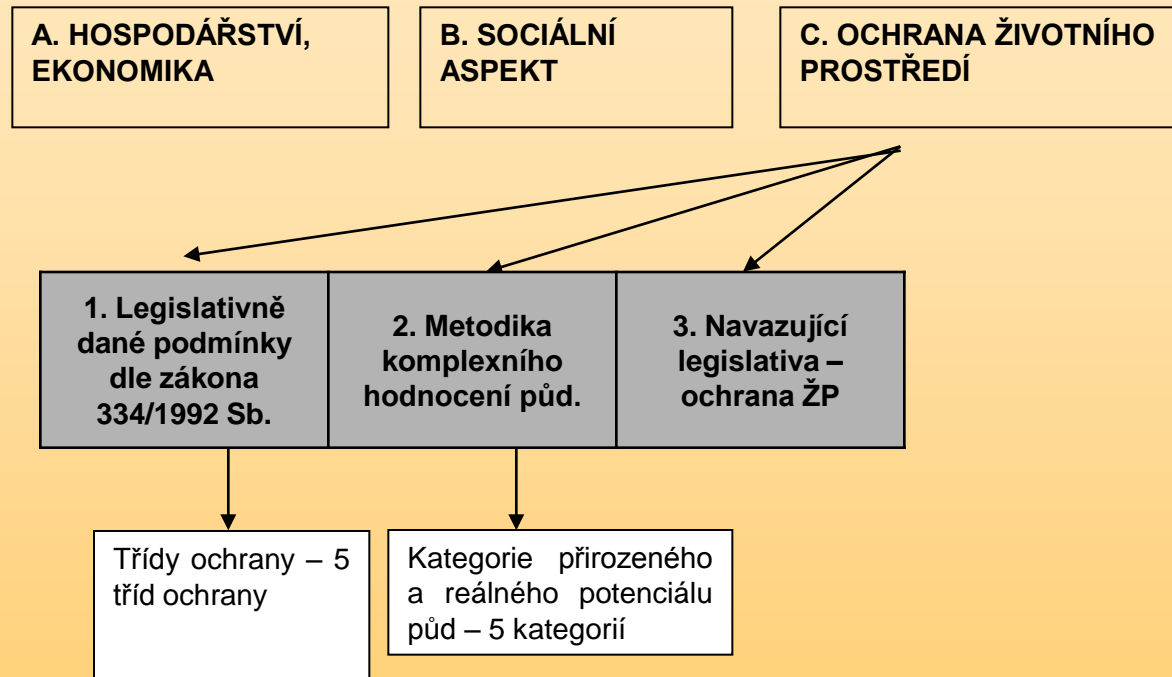 A. HOSPODÁŘSTVÍ,
EKONOMIKA
B. SOCIÁLNÍ
ASPEKT
C. OCHRANA ŽIVOTNÍHO
PROSTŘEDÍ
1. Legislativně
dané podmínky
dle zákona
334/1992 Sb.
2. Metodika
komplexního
hodnocení půd.
3. Navazující
legislativa –
ochrana ŽP
Třídy ochrany – 5
tříd ochrany
Kategorie přirozeného
a reálného potenciálu
půd – 5 kategorií